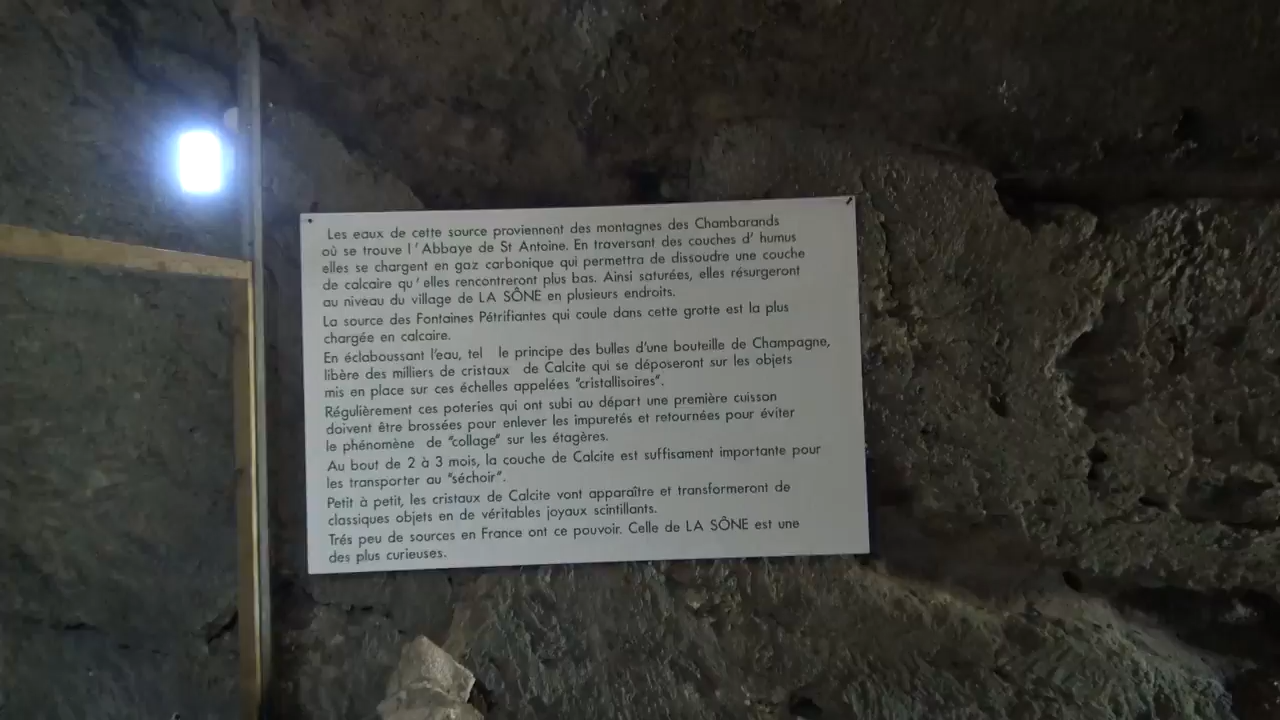 Les eaux de cette source proviennent des montagnes des Chambarands
où se trouve l'Abbaye de St Antoine. En traversant des couches d'humus
elles se chargent en gaz carbonique qui permettra de dissoudre une couche
de calcaire qu'elles rencontreront plus bas. Ainsi saturées, elles résurgeront
au niveau du village de LA SÔNE en plusieurs endroits.
La source des Fontaines Pétrifiantes qui coule dans cette grotte est la plus
chargée en calcaire.
En éclaboussant l'eau, tel le principe des bulles d'une bouteille de Champagne,
libère des milliers de cristaux de Calcite qui se déposeront sur les objets
mis en place sur ces échelles appelées "cristallisoires".
Régulièrement ces poteries qui ont subi au départ une première cuisson
doivent être brossées pour enlever les impuretés et retournées pour éviter
le phénomène de "collage" sur les étagères.
Au bout de 2 à 3 mois, la couche de Calcite est suffisament importante pour
les transporter au "séchoir".
Petit à petit, les cristaux de Calcite vont apparaître et transformeront de
classiques objets en de véritables joyaux scintillants.
Trés peu de sources en France ont ce pouvoir. Celle de LA SÔNE est une
des plus curieuses.